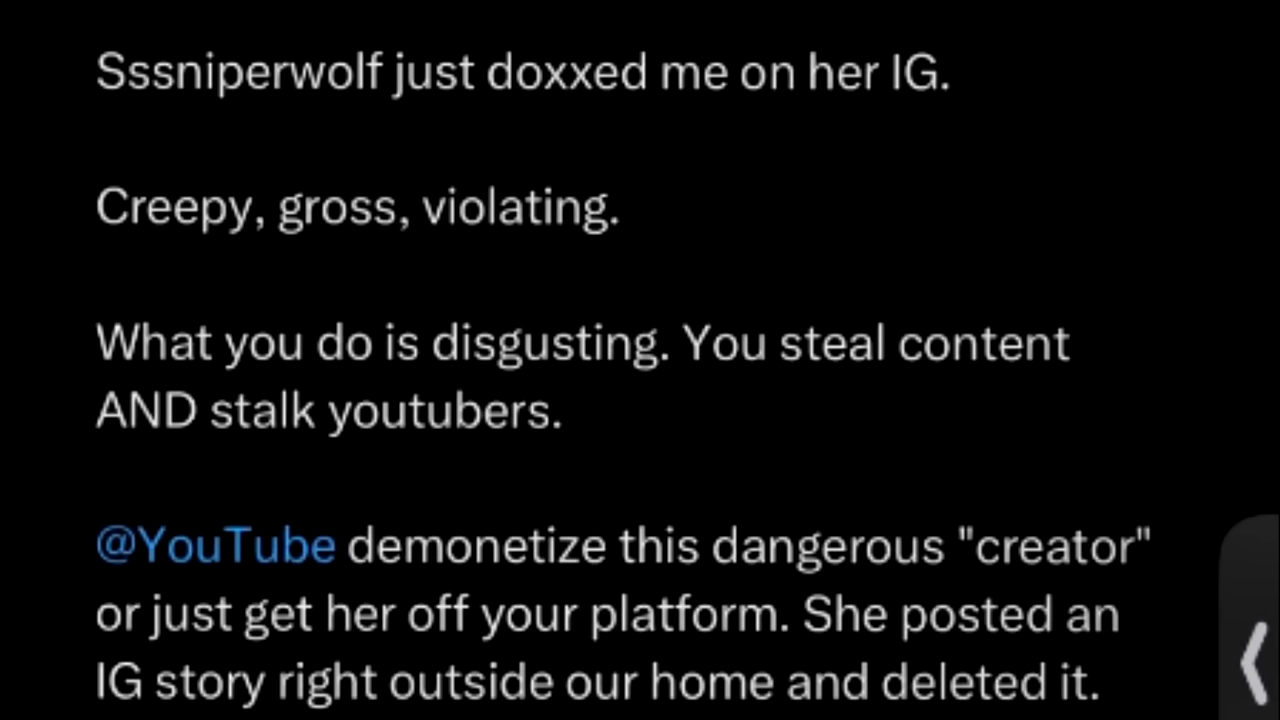 Sssniperwolf just doxxed me on her IG.
Creepy, gross, violating.
What you do is disgusting. You steal content
AND stalk youtubers.
@YouTube demonetize this dangerous "creator"
or just get her off your platform. She posted an
IG story right outside our home and deleted it.